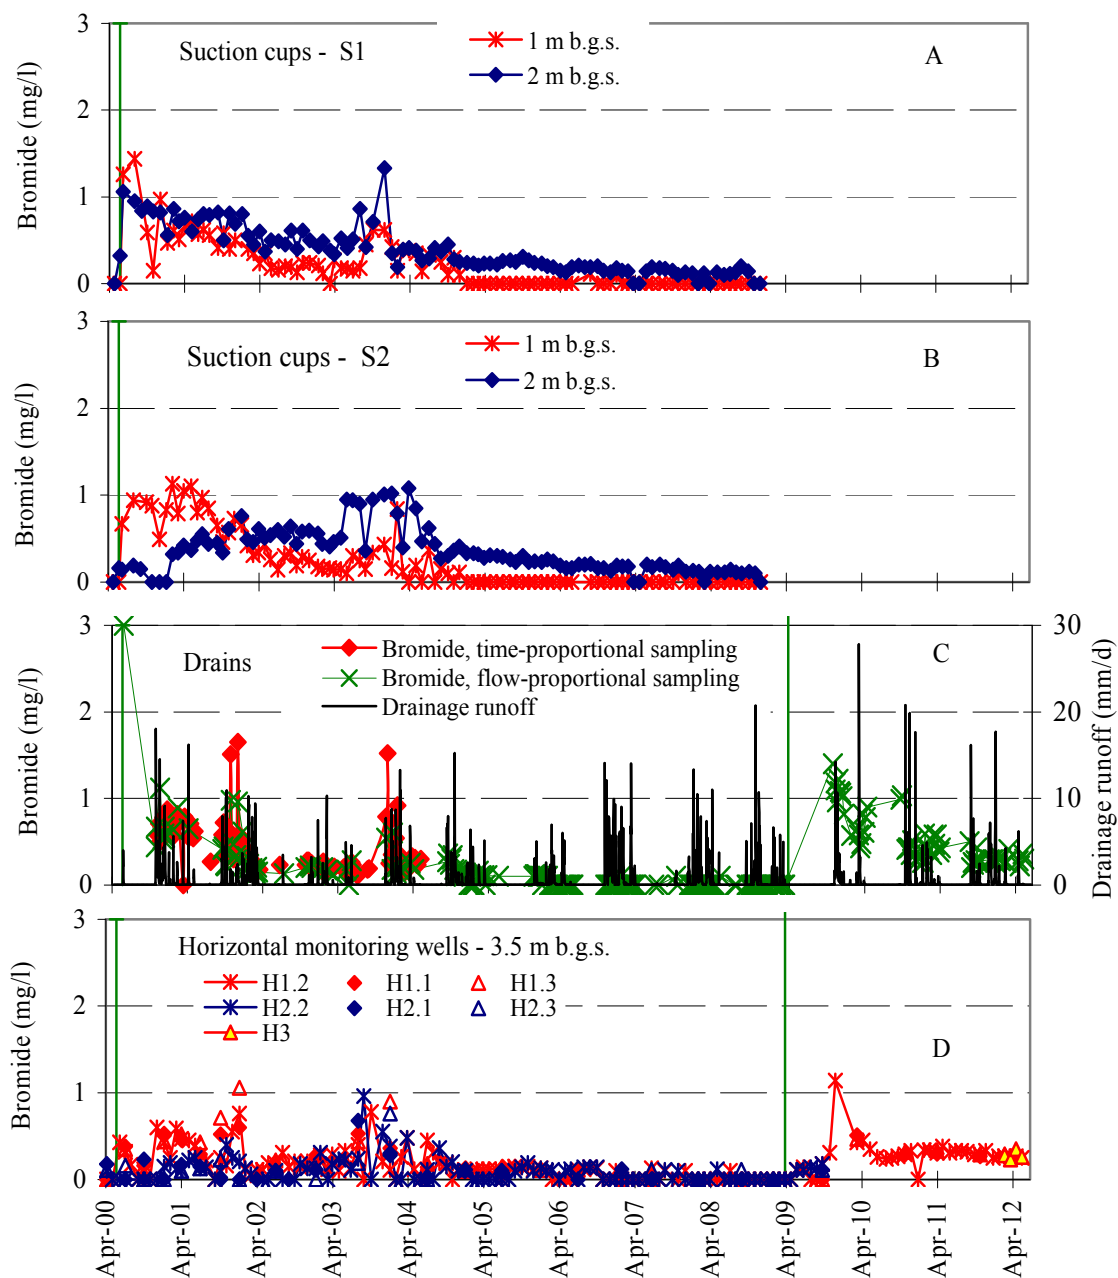 3
2
1
0
Bromide (mg/l)
Suction cups - S1
1 m b.g.s.
2 m b.g.s.
A
3
2
1
0
Bromide (mg/l)
Suction cups - S2
1 m b.g.s.
2 m b.g.s.
B
3
2
1
0
Bromide (mg/l)
Drains
Bromide, time-proportional sampling
Bromide, flow-proportional sampling
Drainage runoff
C
30
20
10
0
Drainage runoff (mm/d)
3
2
1
0
Bromide (mg/l)
Horizontal monitoring wells - 3.5 m b.g.s.
H1.2 H1.1 H1.3
H2.2 H2.1 H2.3
H3
D
Apr-00 Apr-01 Apr-02 Apr-03 Apr-04 Apr-05 Apr-06 Apr-07 Apr-08 Apr-09 Apr-10 Apr-11 Apr-12